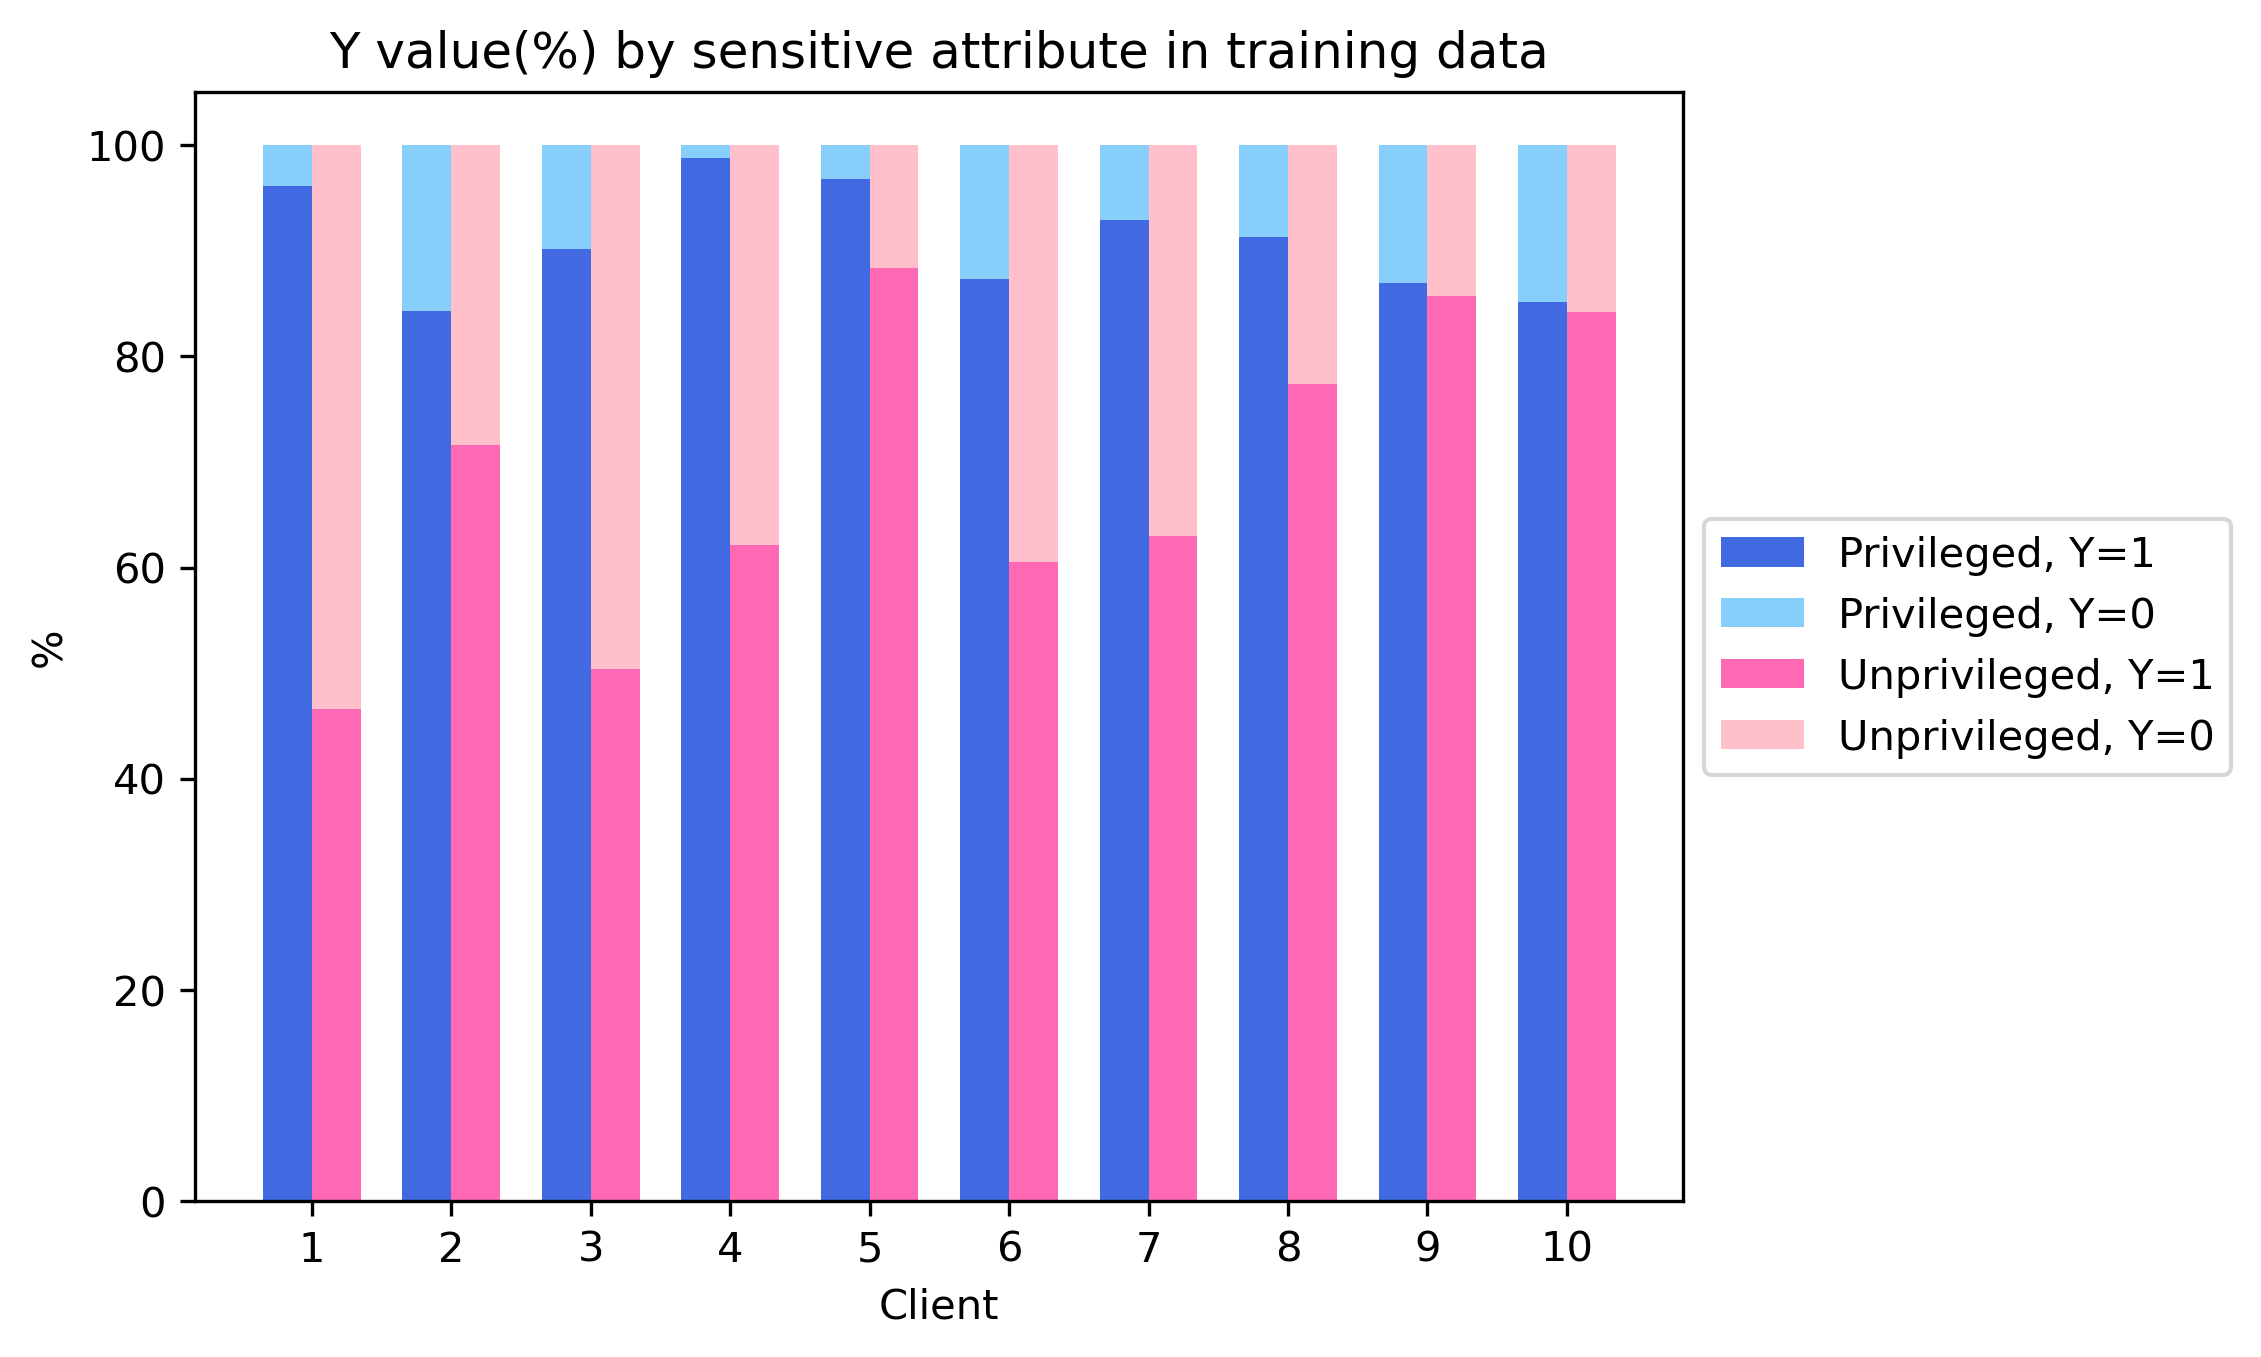 Y value(%) by sensitive attribute in training data
100
80
60
40
20
0
%
1 2 3 4 5 6 7 8 9 10
Client
Privileged, Y=1
Privileged, Y=0
Unprivileged, Y=1
Unprivileged, Y=0